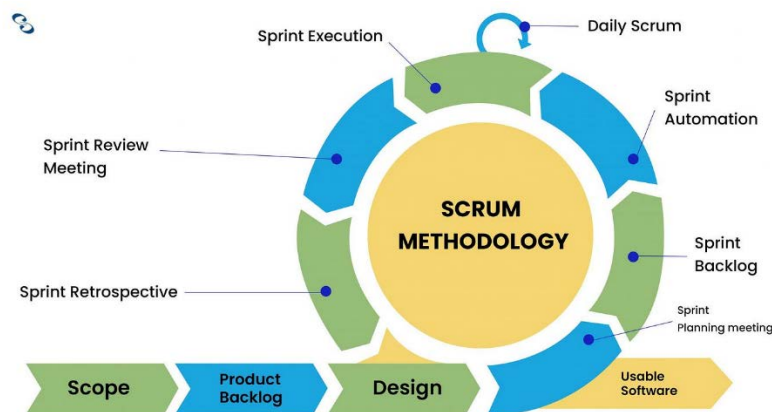 Daily Scrum
Sprint Execution
Sprint
Automation
Sprint Review
Meeting
SCRUM
METHODOLOGY
Sprint
Backlog
Sprint Retrospective
Sprint
Planning meeting
Scope
Product
Backlog
Design
Usable
Software